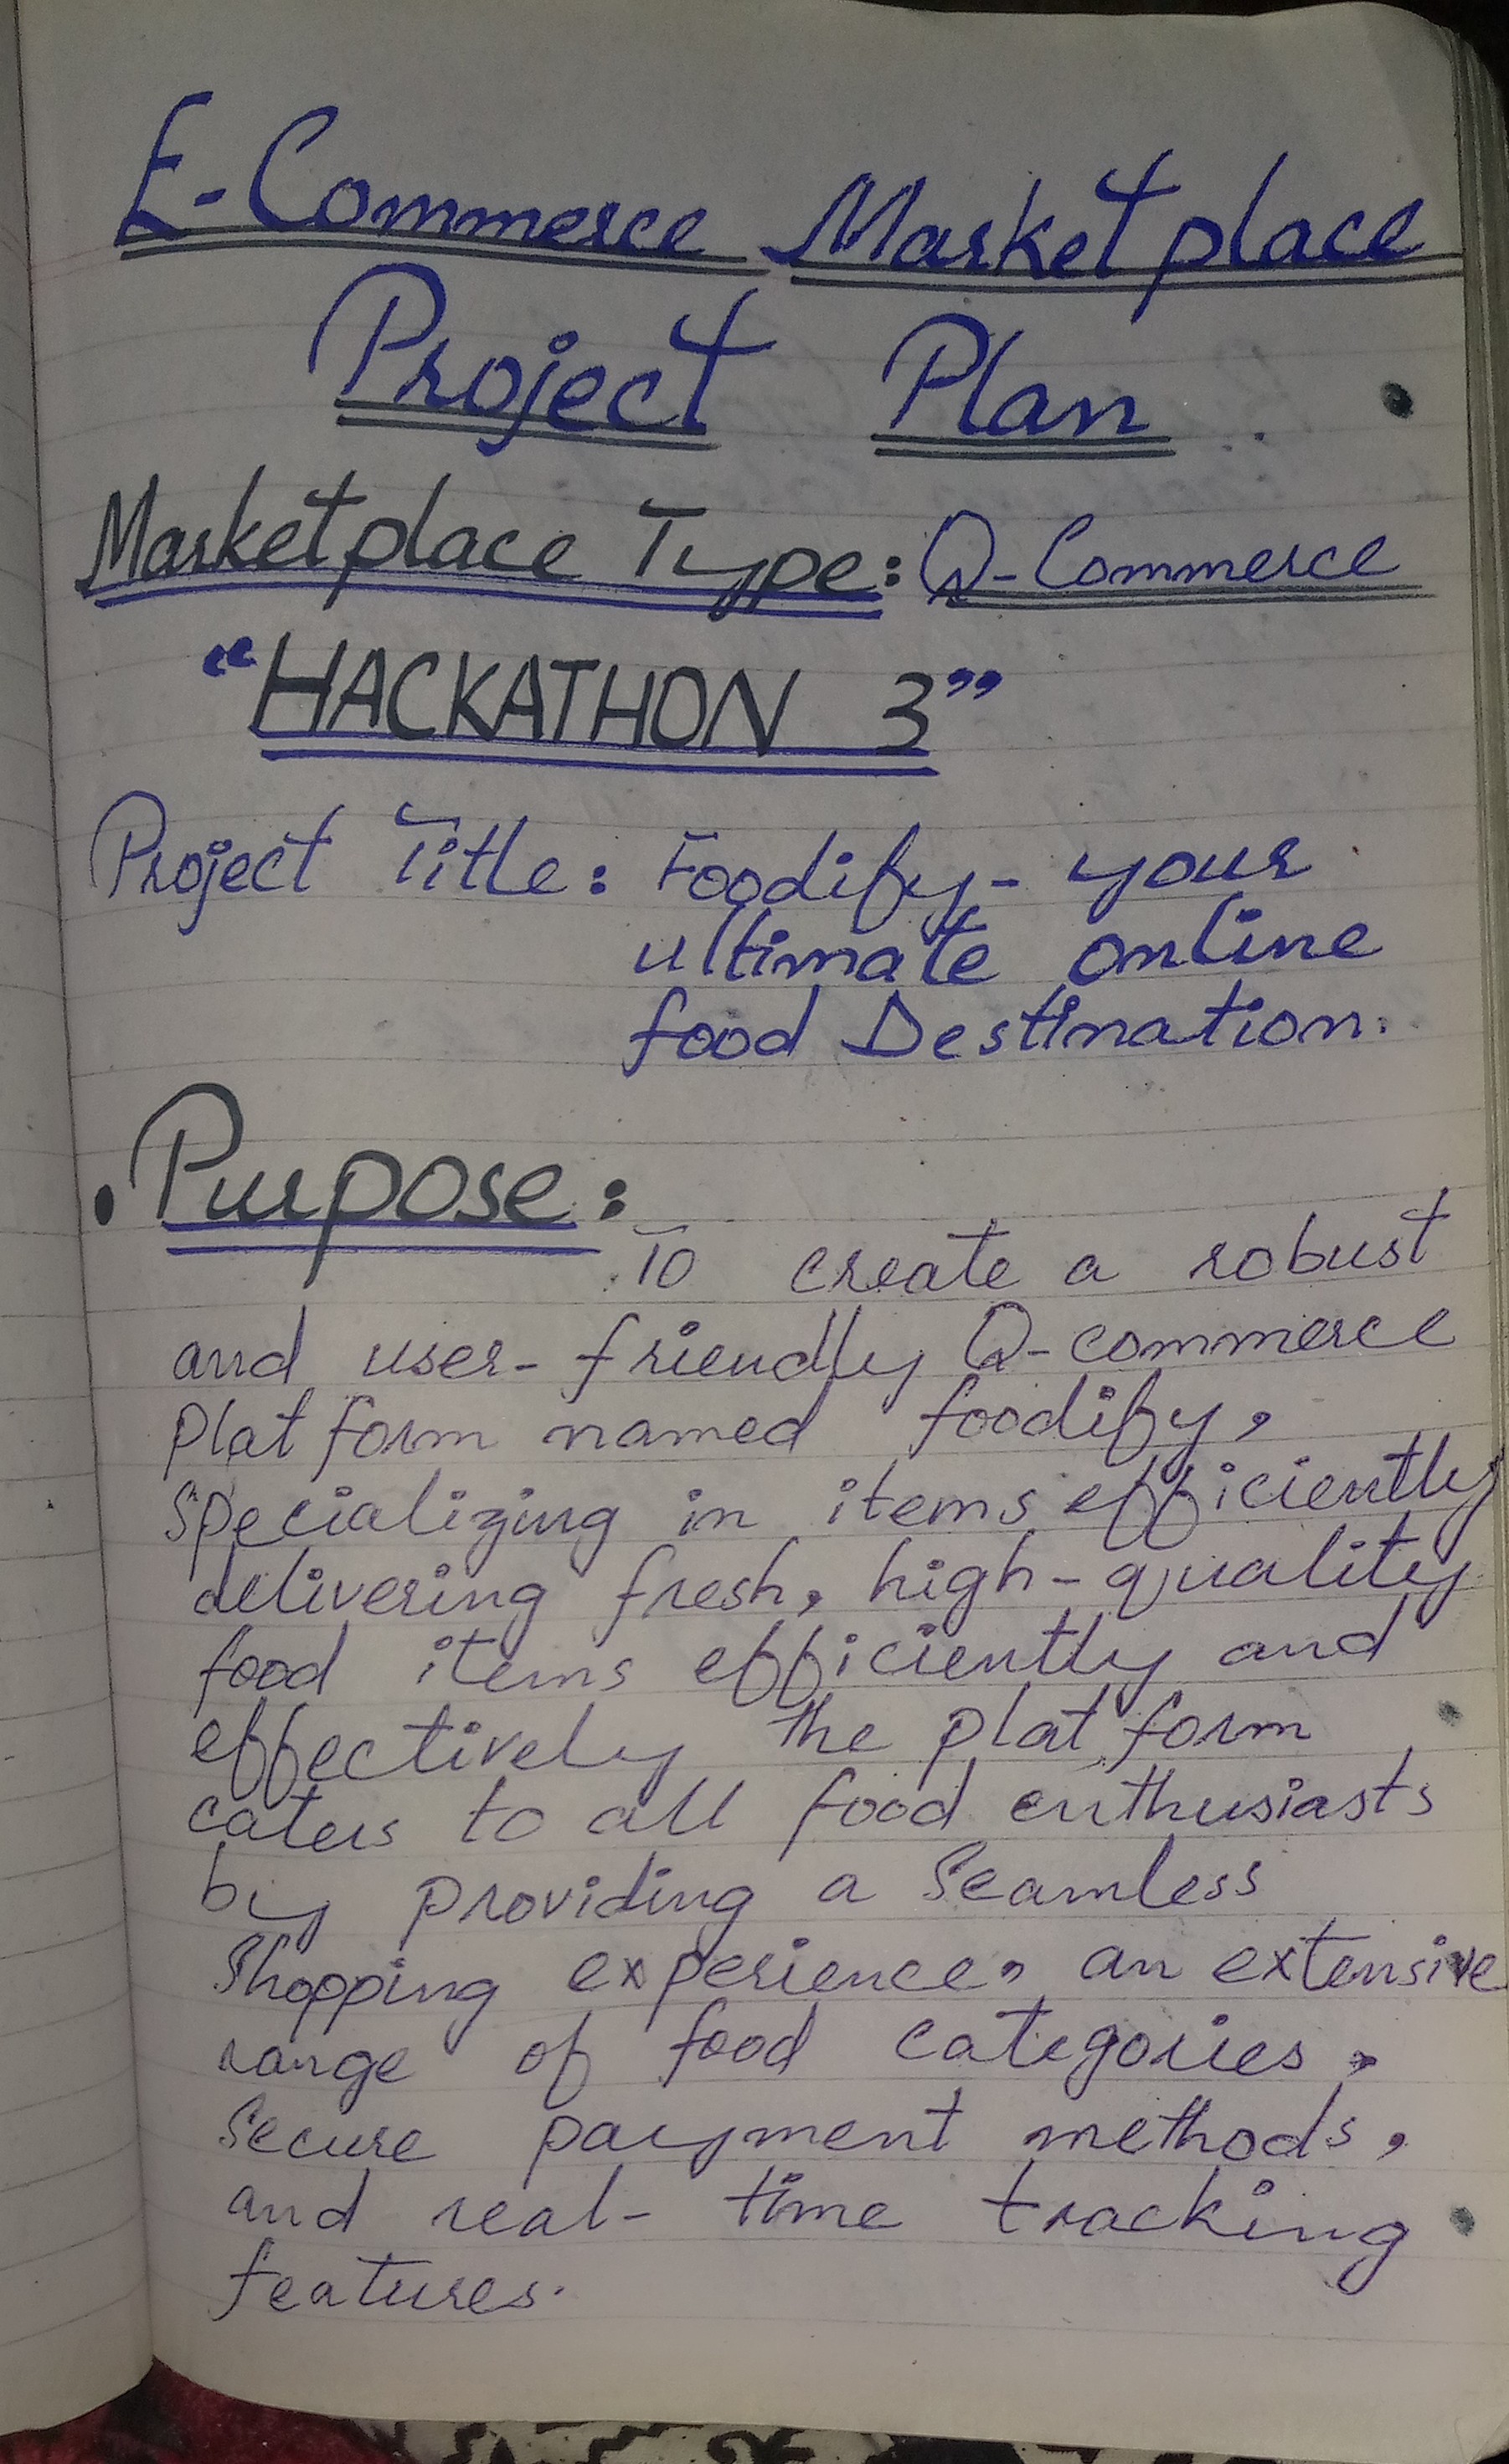 E-Commerce Marketplace
Project Plan
Marketplace Type: Q-Commerce
"HACKATHON 3"
Project Title: Foodify- your
ultimate online
food Destination.
• Purpose:
To create a robust
and user-friendly Q-commerce
platform named foodify,
specializing in items efficiently
delivering fresh, high-quality
food items efficiently and
effectively the platform
caters to all food enthusiasts
by providing a seamless
Shopping experience, an extensive
range of food categories,
Secure payment methods,
and real-time tracking
features.